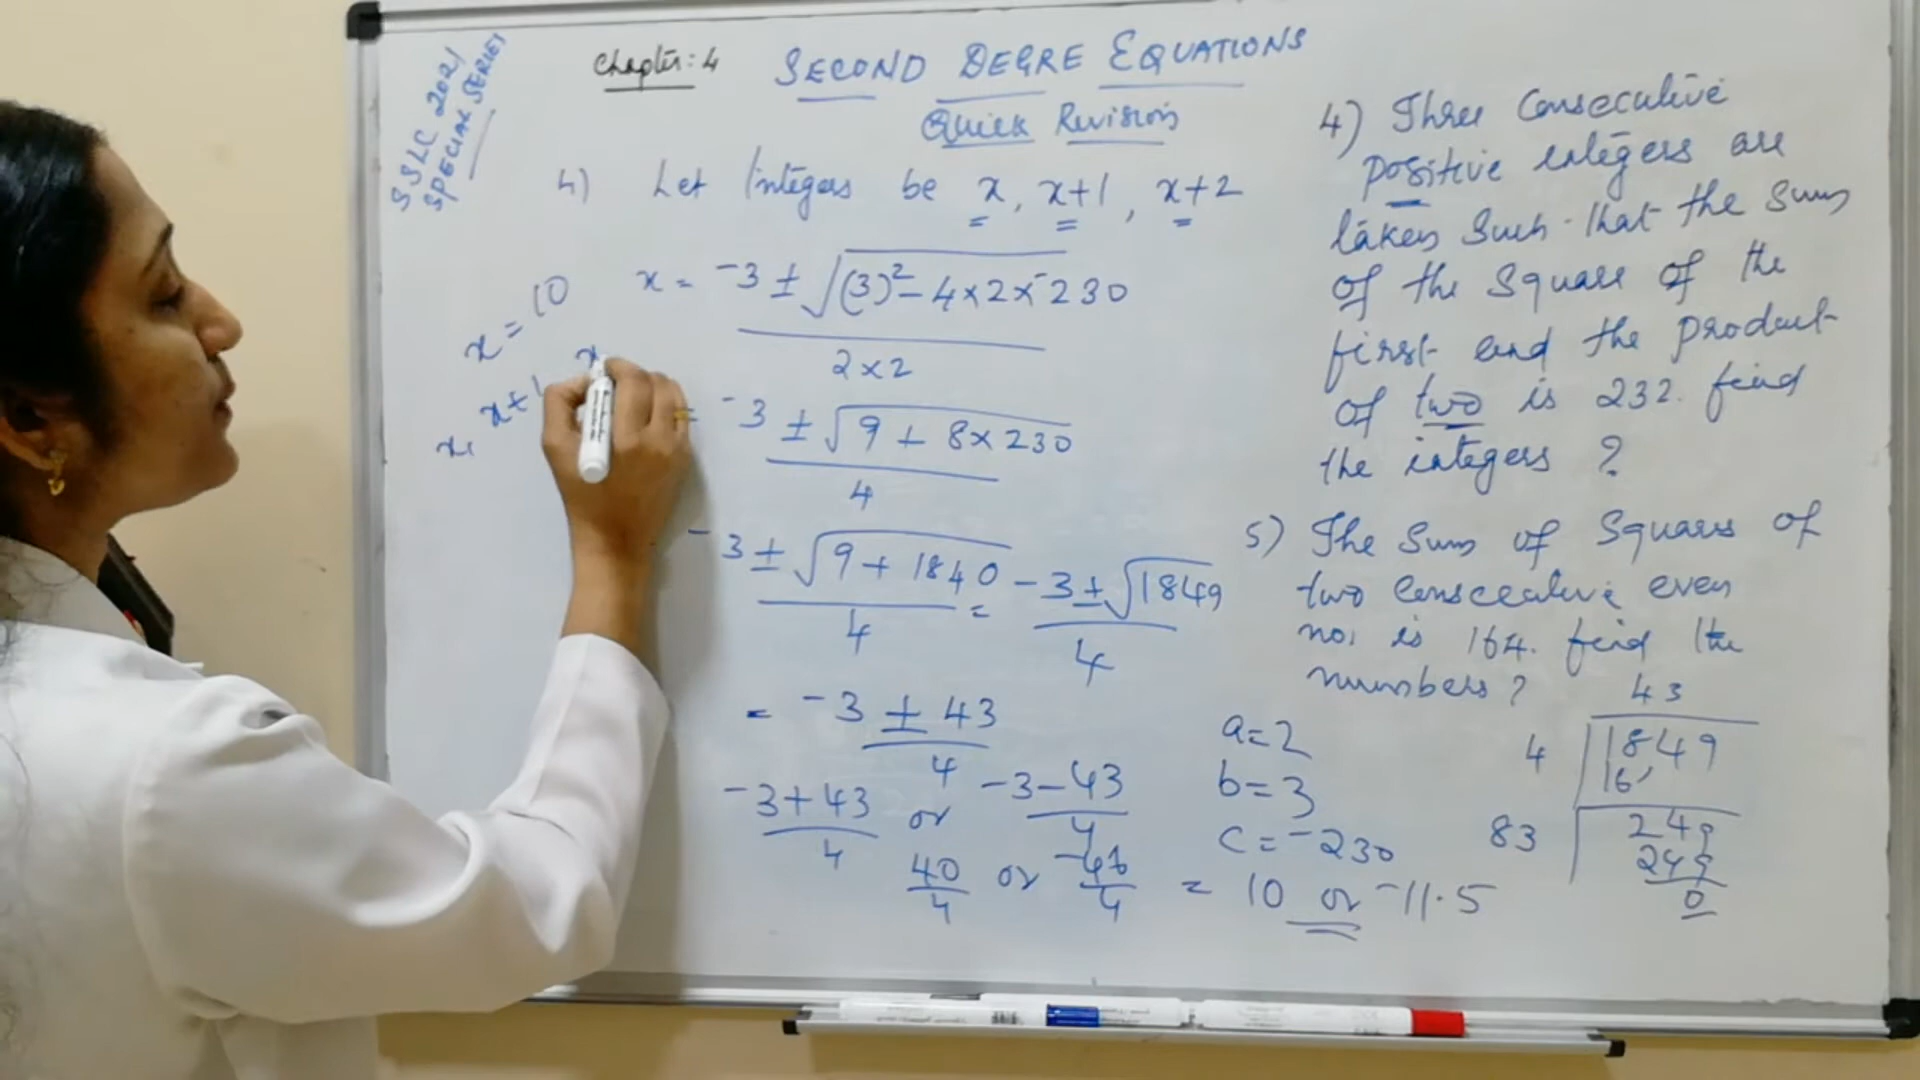 SSLC 2021
SPECIAL SERIES
Chapter: 4
SECOND DEGRE EQUATIONS
Quick Revision
4) Let Integers be x, x+1, x+2
x = 10
x, x+1 x
x = -3 ± √(3)² - 4×2×-230
2×2
= -3 ± √9 + 8×230
4
-3 ± √9 + 1840 = -3 ± √1849
4 4
= -3 ± 43
4
-3+43 or -3-43
4 4
40 or -46 = 10 or -11.5
4 4
a=2
b=3
c=-230
4) Three Consecutive
positive integers are
taken Such that the Sum
of the Square of the
first and the product
of two is 232. find
the integers ?
5) The Sum of Squares of
two consecutive even
no. is 164. find the
numbers ?
43
4 1849
16
83 249
249
0